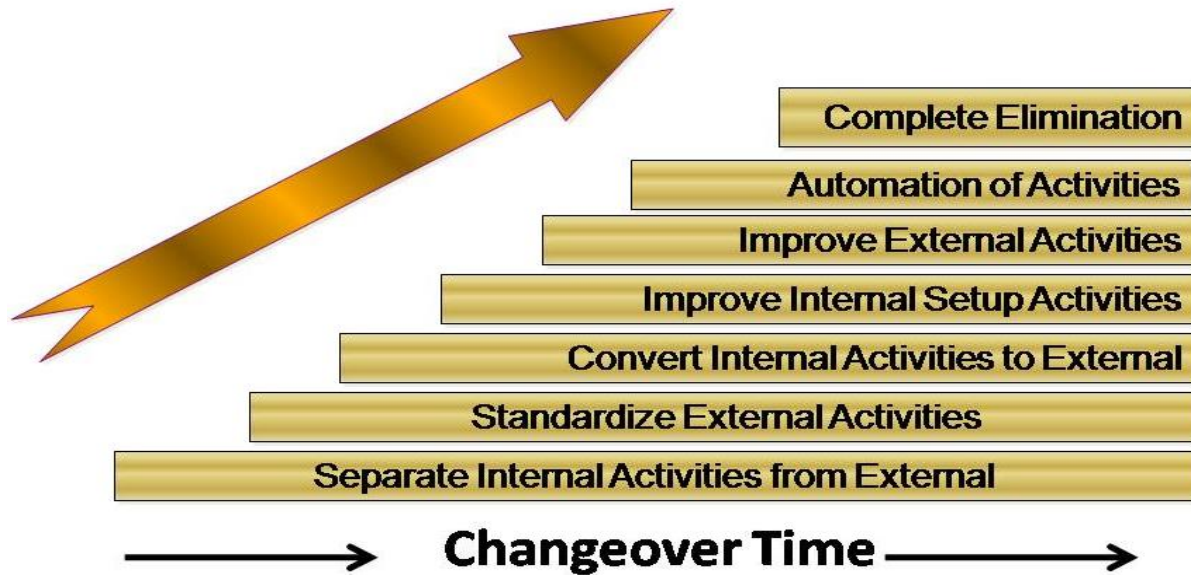 Complete Elimination
Automation of Activities
Improve External Activities
Improve Internal Setup Activities
Convert Internal Activities to External
Standardize External Activities
Separate Internal Activities from External
Changeover Time